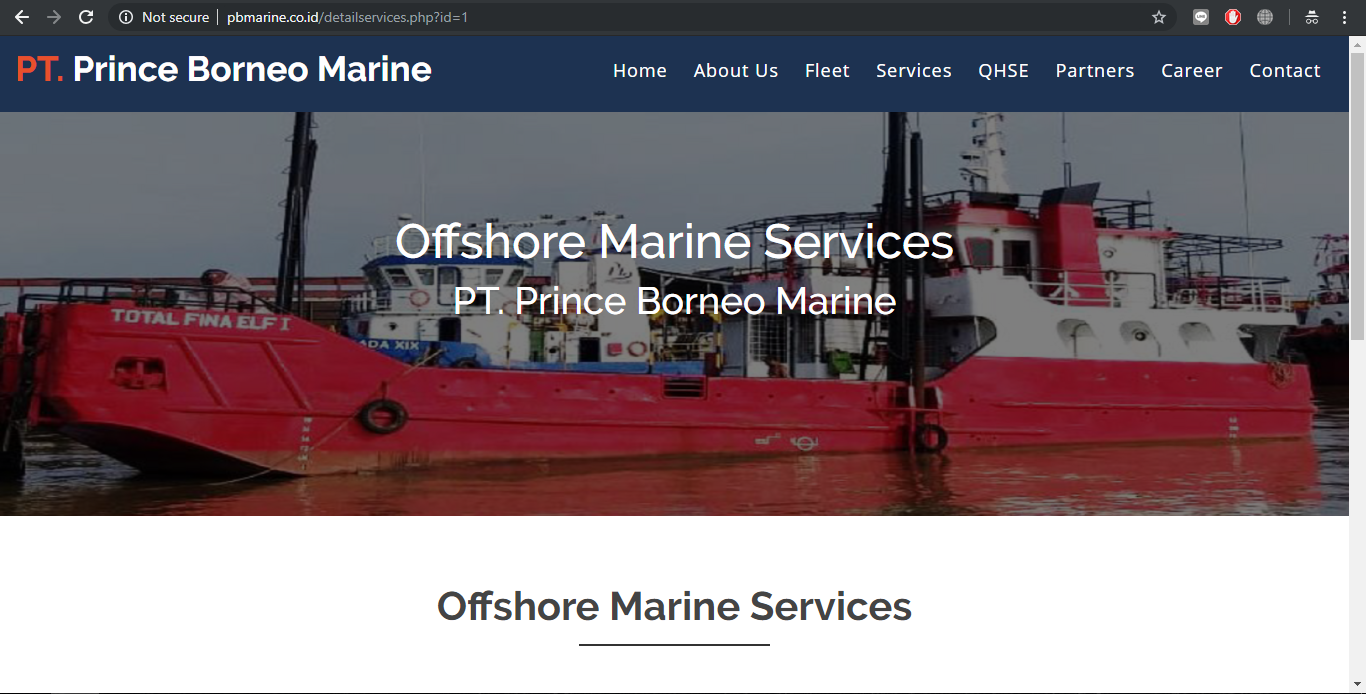 Not secure | pbmarine.co.id/detailservices.php?id=1
PT. Prince Borneo Marine
Home About Us Fleet Services QHSE Partners Career Contact
Offshore Marine Services
PT. Prince Borneo Marine
TOTAL FINA ELF I
ADA XIX
Offshore Marine Services